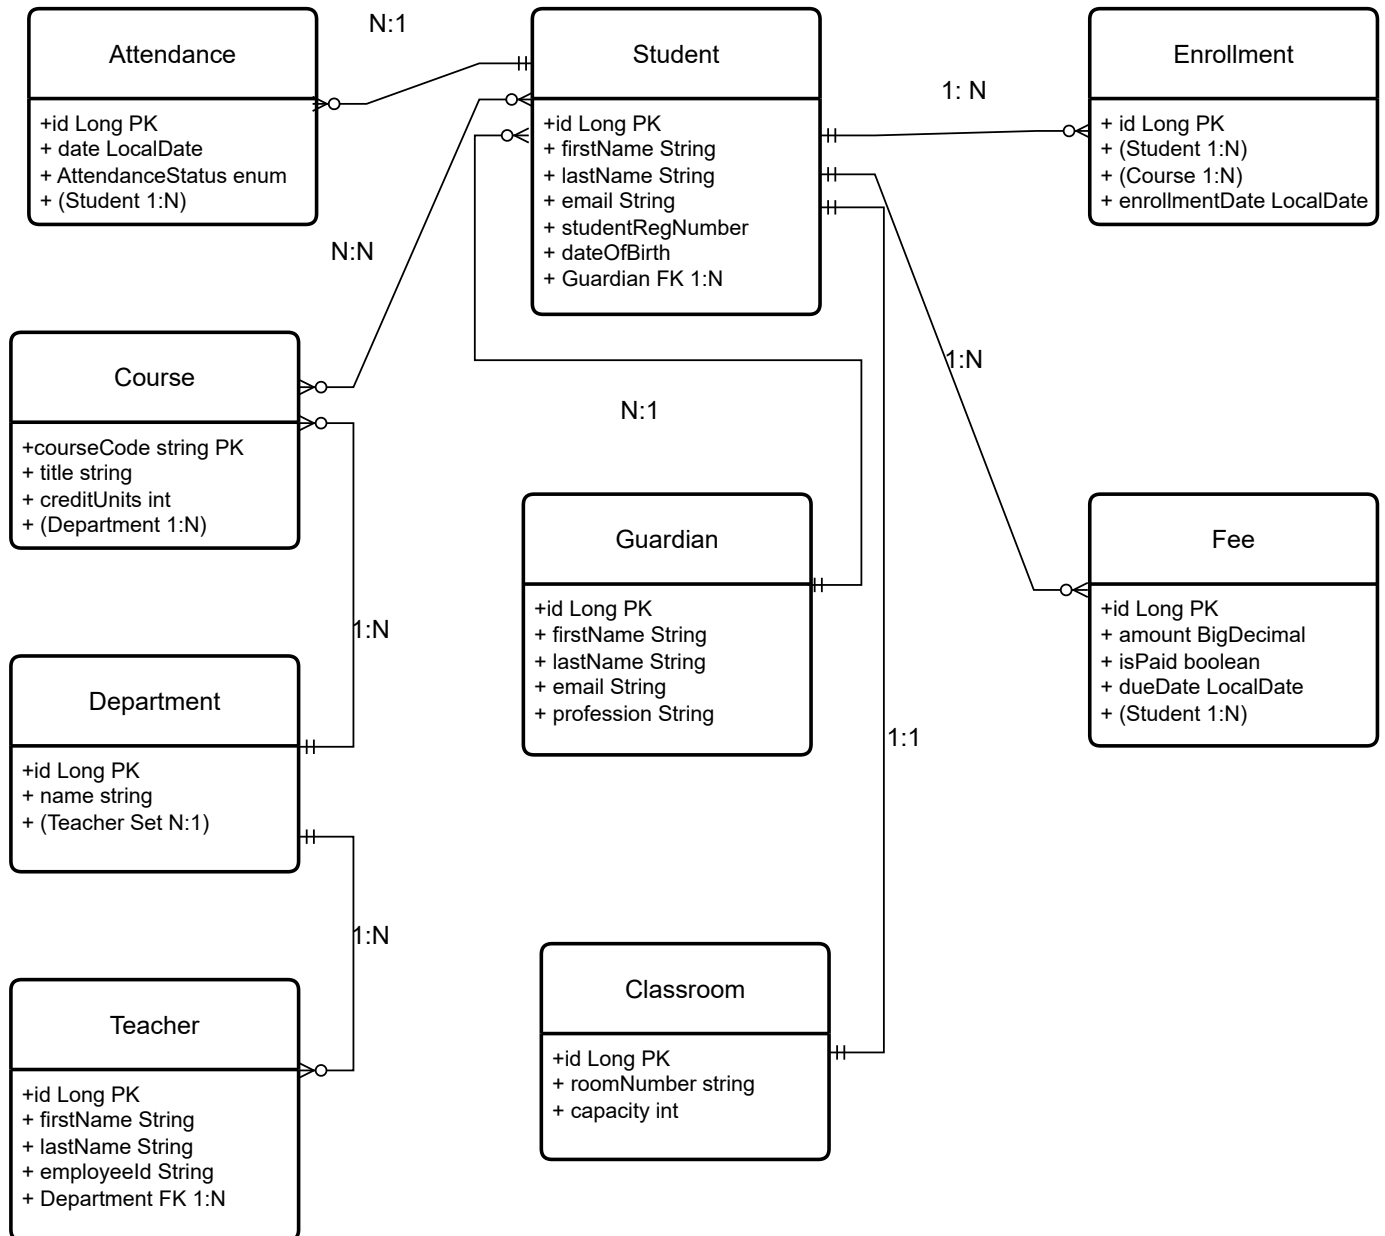 Attendance
+id Long PK
+ date LocalDate
+ AttendanceStatus enum
+ (Student 1:N)
N:1
Student
+id Long PK
+ firstName String
+ lastName String
+ email String
+ studentRegNumber
+ dateOfBirth
+ Guardian FK 1:N
1: N
Enrollment
+ id Long PK
+ (Student 1:N)
+ (Course 1:N)
+ enrollmentDate LocalDate
N:N
Course
+courseCode string PK
+ title string
+ creditUnits int
+ (Department 1:N)
1:N
N:1
Guardian
+id Long PK
+ firstName String
+ lastName String
+ email String
+ profession String
Fee
+id Long PK
+ amount BigDecimal
+ isPaid boolean
+ dueDate LocalDate
+ (Student 1:N)
1:N
Department
+id Long PK
+ name string
+ (Teacher Set N:1)
1:1
1:N
Teacher
+id Long PK
+ firstName String
+ lastName String
+ employeeId String
+ Department FK 1:N
Classroom
+id Long PK
+ roomNumber string
+ capacity int